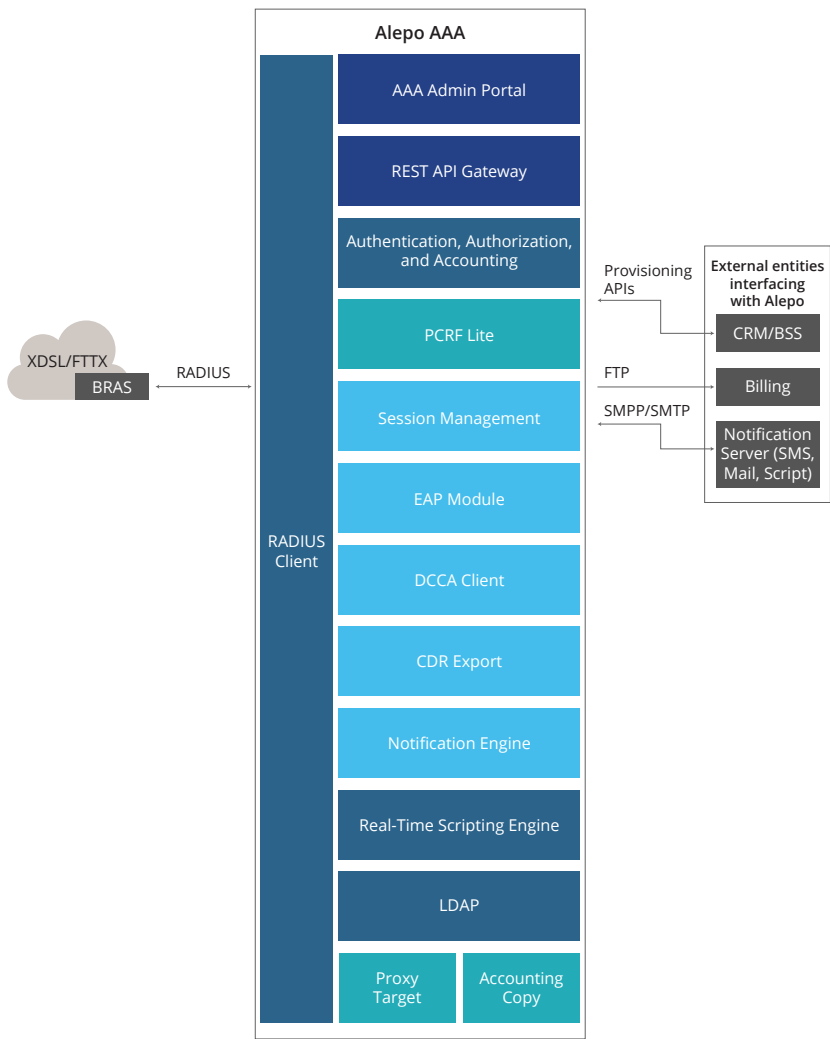 Alepo AAA
AAA Admin Portal
REST API Gateway
Authentication, Authorization,
and Accounting
PCRF Lite
Session Management
EAP Module
DCCA Client
CDR Export
Notification Engine
Real-Time Scripting Engine
LDAP
Proxy
Target
Accounting
Copy
RADIUS
Client
XDSL/FTTX
BRAS
RADIUS
Provisioning
APIs
FTP
SMPP/SMTP
External entities
interfacing
with Alepo
CRM/BSS
Billing
Notification
Server (SMS,
Mail, Script)